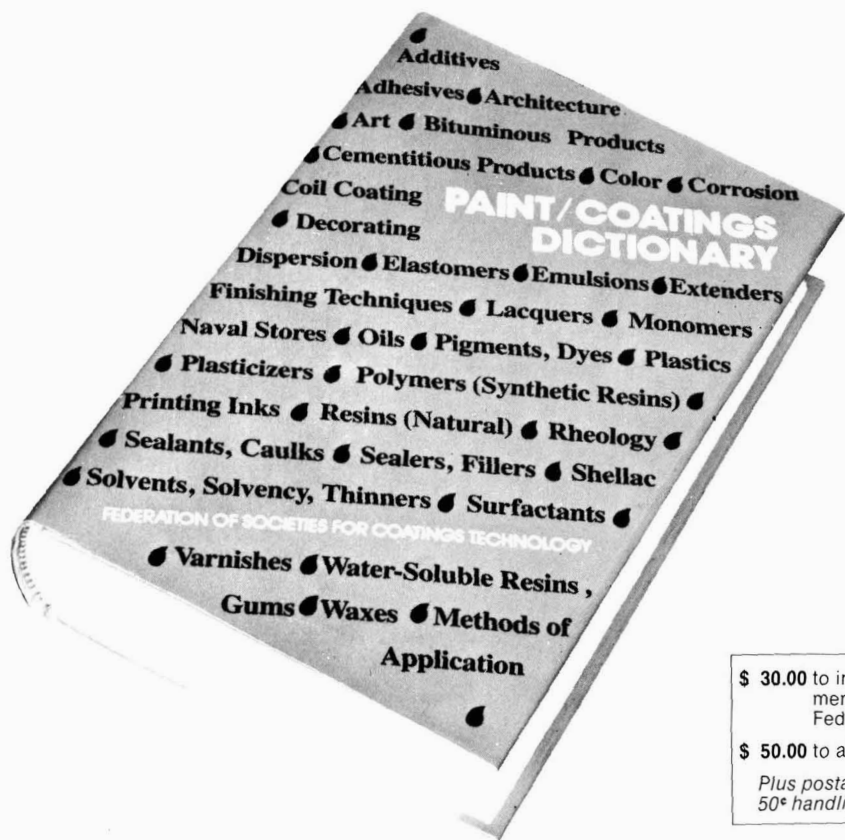 Additives
Adhesives Architecture
Art Bituminous Products
Cementitious Products Color Corrosion
Coil Coating
PAINT/COATINGS
DICTIONARY
Decorating
Dispersion Elastomers Emulsions Extenders
Finishing Techniques Lacquers Monomers
Naval Stores Oils Pigments, Dyes Plastics
Plasticizers Polymers (Synthetic Resins)
Printing Inks Resins (Natural) Rheology
Sealants, Caulks Sealers, Fillers Shellac
Solvents, Solvency, Thinners Surfactants
FEDERATION OF SOCIETIES FOR COATINGS TECHNOLOGY
Varnishes Water-Soluble Resins,
Gums Waxes Methods of
Application
$ 30.00 to
$ 50.00 to
Plus
50¢